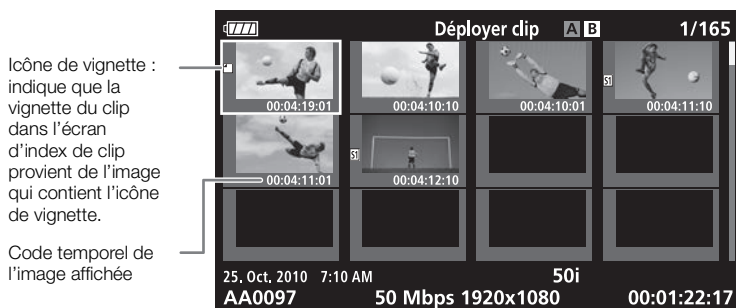 Icône de vignette :
indique que la
vignette du clip
dans l'écran
d'index de clip
provient de l'image
qui contient l'icône
de vignette.
Code temporel de
l'image affichée
Déployer clip A B 1/165
00:04:19:01 00:04:10:10 00:04:10:01 S1 00:04:11:10
00:04:11:01 S1 00:04:12:10
25, Oct, 2010 7:10 AM 50i
AA0097 50 Mbps 1920x1080 00:01:22:17